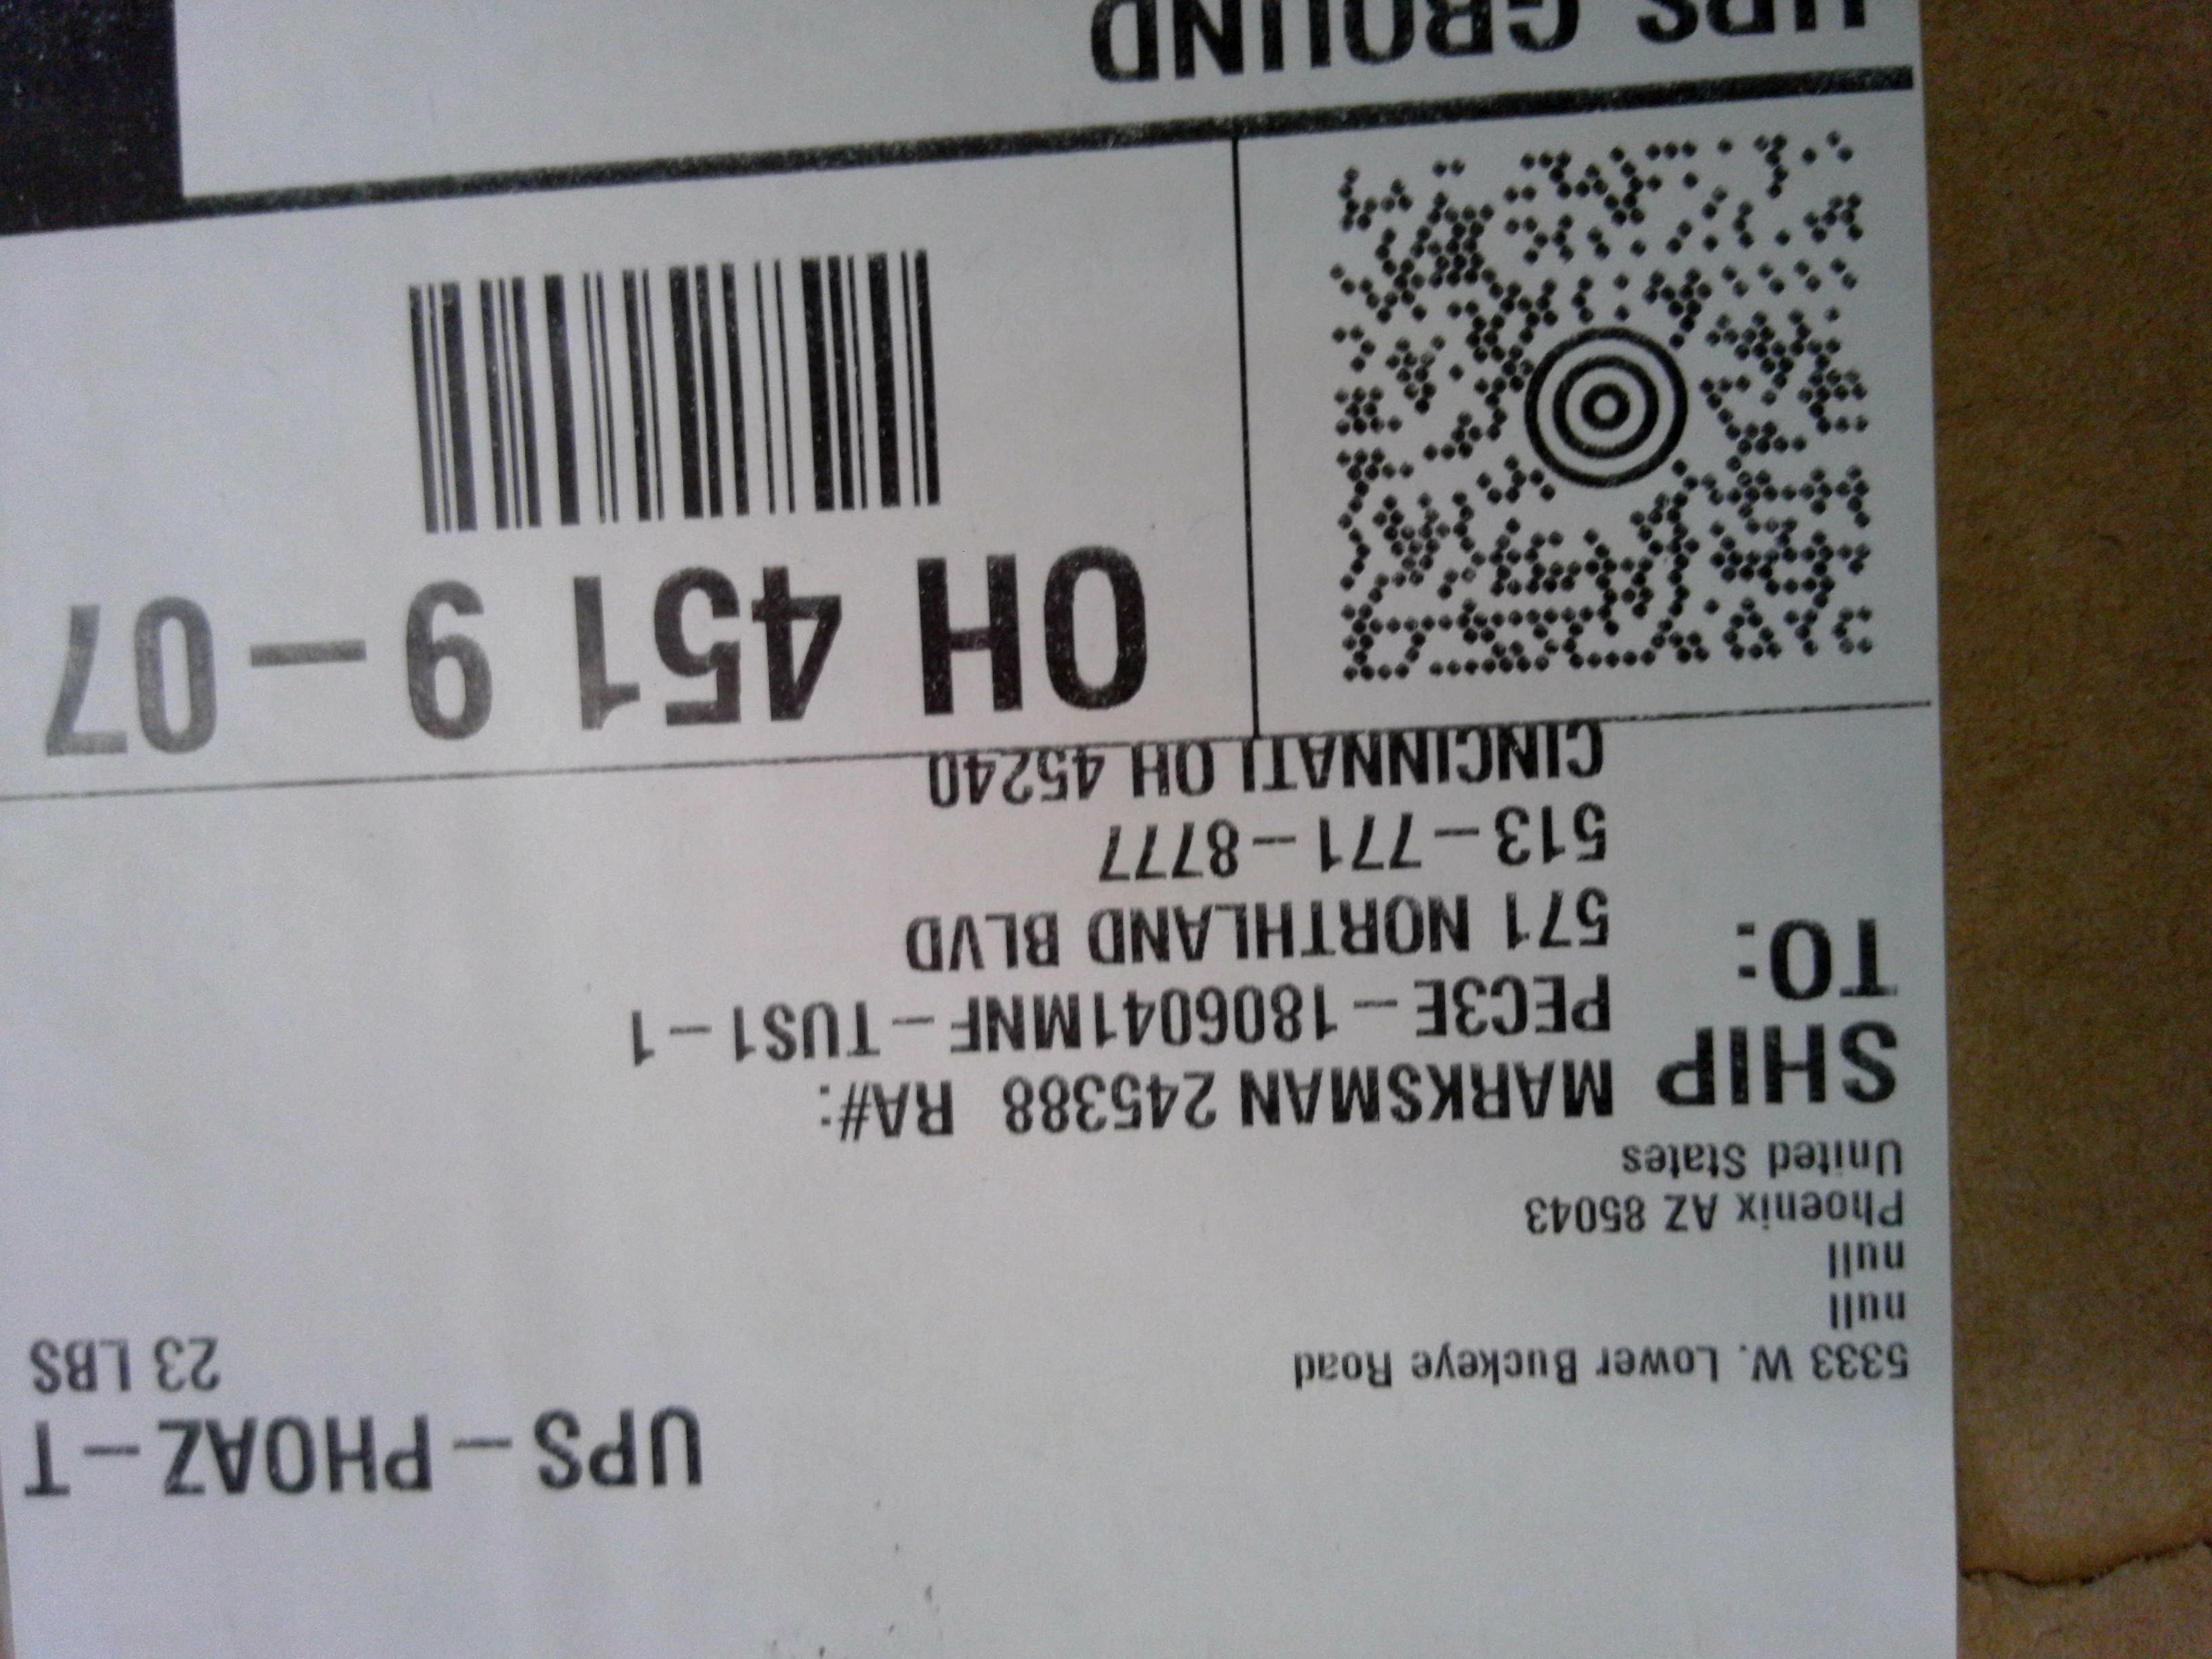 UPS-PHOAZ-T
23 LBS
5333 W. Lower Buckeye Road
null
null
Phoenix AZ 85043
United States
SHIP
TO:
MARKSMAN 245388 RA#:
PEC3E-1806041MNF-TUS1-1
571 NORTHLAND BLVD
513-771-8777
CINCINNATI OH 45240
OH 451 9-07
UPS GROUND